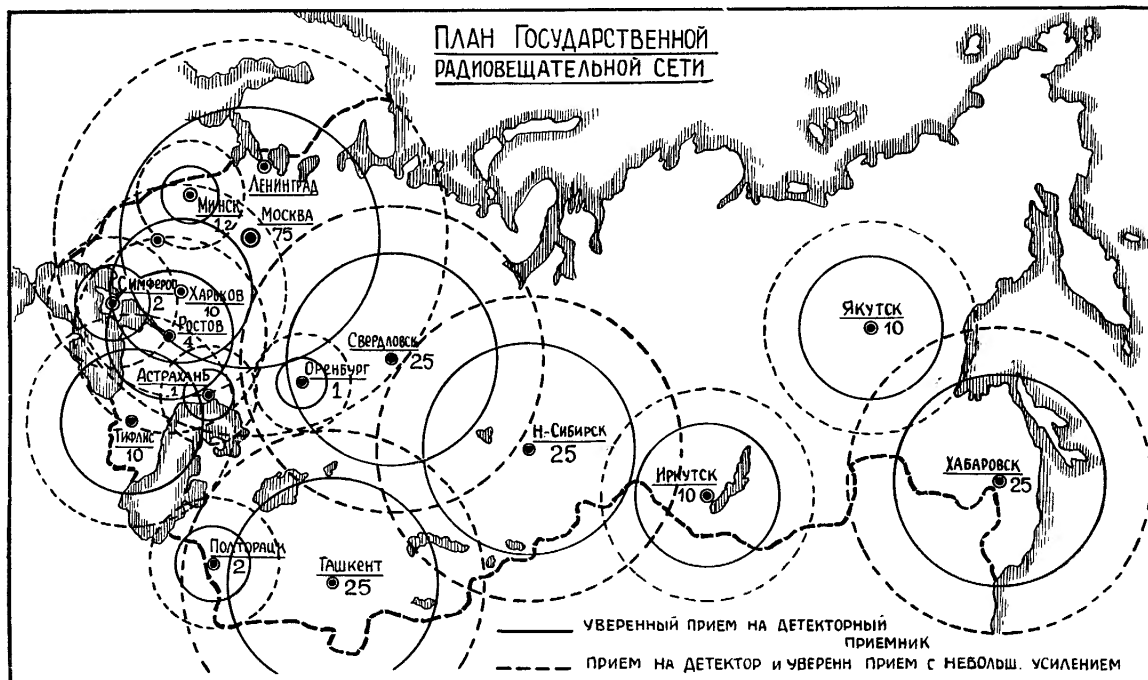 ПЛАН ГОСУДАРСТВЕННОЙ
РАДИОВЕЩАТЕЛЬНОЙ СЕТИ
ЛЕНИНГРАД
МИНСК
1,2
МОСКВА
75
СИМФЕРОП
2
ХАРЬКОВ
10
РОСТОВ
4
АСТРАХАНЬ
1
ТИФЛИС
10
ОРЕНБУРГ
1
СВЕРДЛОВСК
25
Н-СИБИРСК
25
ИРКУТСК
10
ЯКУТСК
10
ХАБАРОВСК
25
ПОЛТОРАЦК
2
ТАШКЕНТ
25
УВЕРЕННЫЙ ПРИЕМ НА ДЕТЕКТОРНЫЙ
ПРИЕМНИК
ПРИЕМ НА ДЕТЕКТОР И УВЕРЕНН ПРИЕМ С НЕБОЛЬШ. УСИЛЕНИЕМ